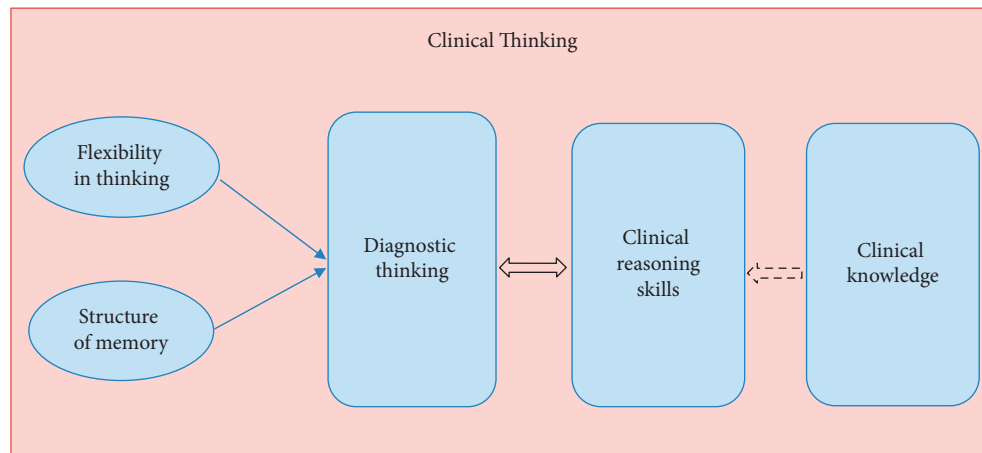 Clinical Thinking
Flexibility
in thinking
Structure
of memory
Diagnostic
thinking
Clinical
reasoning
skills
Clinical
knowledge